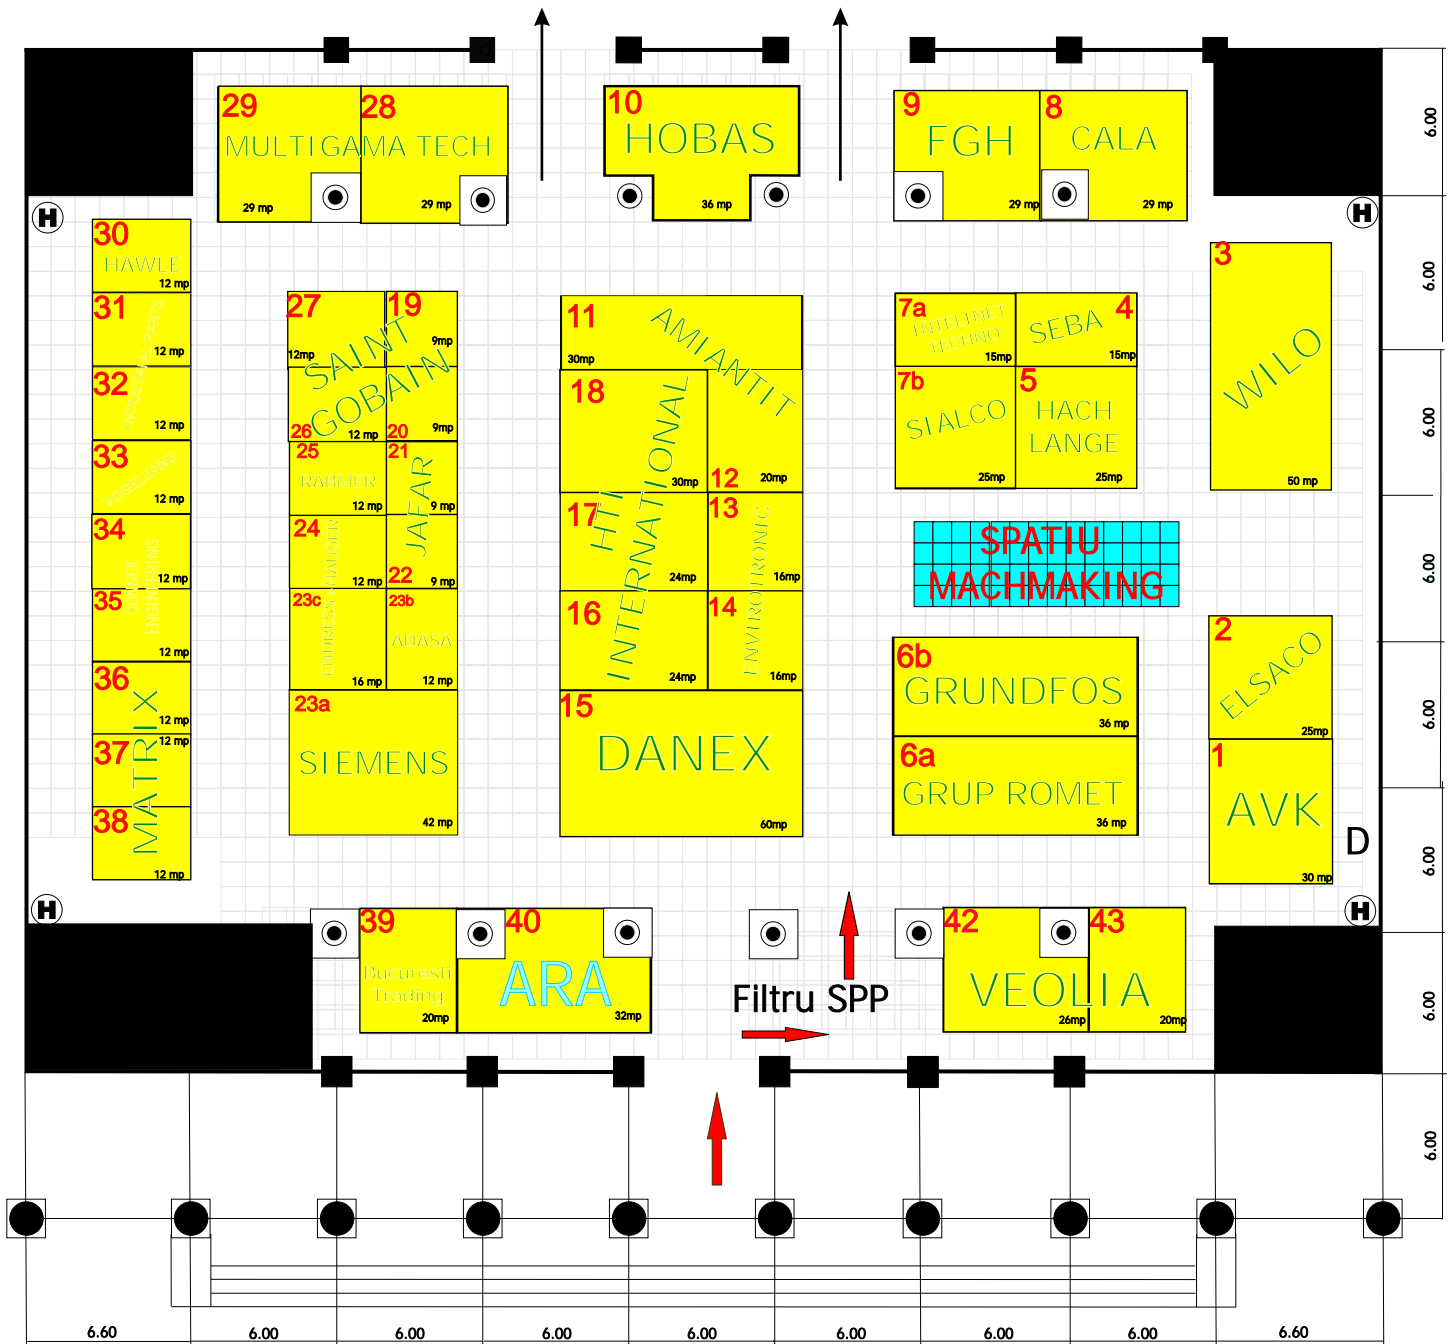 29
28
MULTIGAMA TECH
29 mp
29 mp
10
HOBAS
36 mp
9
FGH
29 mp
8
CALA
29 mp
6.00
H
H
30
HAWLE
12 mp
31
12 mp
INDUSTRIAL PARTS
32
12 mp
33
VOGELSANG
12 mp
34
12 mp
SONNEK
ENGINEERING
35
12 mp
36
12 mp
37
12 mp
MATRIX
38
12 mp
27
12mp
19
9mp
SAINT
GOBAIN
26
12 mp
20
9mp
25
RABMER
12 mp
21
9 mp
JAFAR
24
12 mp
22
9 mp
23c
16 mp
23b
ADASA
12 mp
23a
SIEMENS
42 mp
11
AMIANTIT
30mp
18
30mp
12
20mp
HTI
INTERNATIONAL
17
24mp
13
16mp
ENVIROTRONIC
16
24mp
14
16mp
15
DANEX
60mp
7a
INTELINET
TECHNO
15mp
4
SEBA
15mp
7b
SIALCO
25mp
5
HACH
LANGE
25mp
3
WILO
50 mp
SPATIU
MACHMAKING
6b
GRUNDFOS
36 mp
6a
GRUP ROMET
36 mp
2
ELSACO
25mp
1
AVK
30 mp
D
6.00
6.00
6.00
6.00
6.00
6.00
6.00
H
H
39
Bucuresti
Trading
20mp
40
ARA
32mp
Filtru SPP
42
43
VEOLIA
26mp
20mp
6.60
6.00
6.00
6.00
6.00
6.00
6.00
6.00
6.60